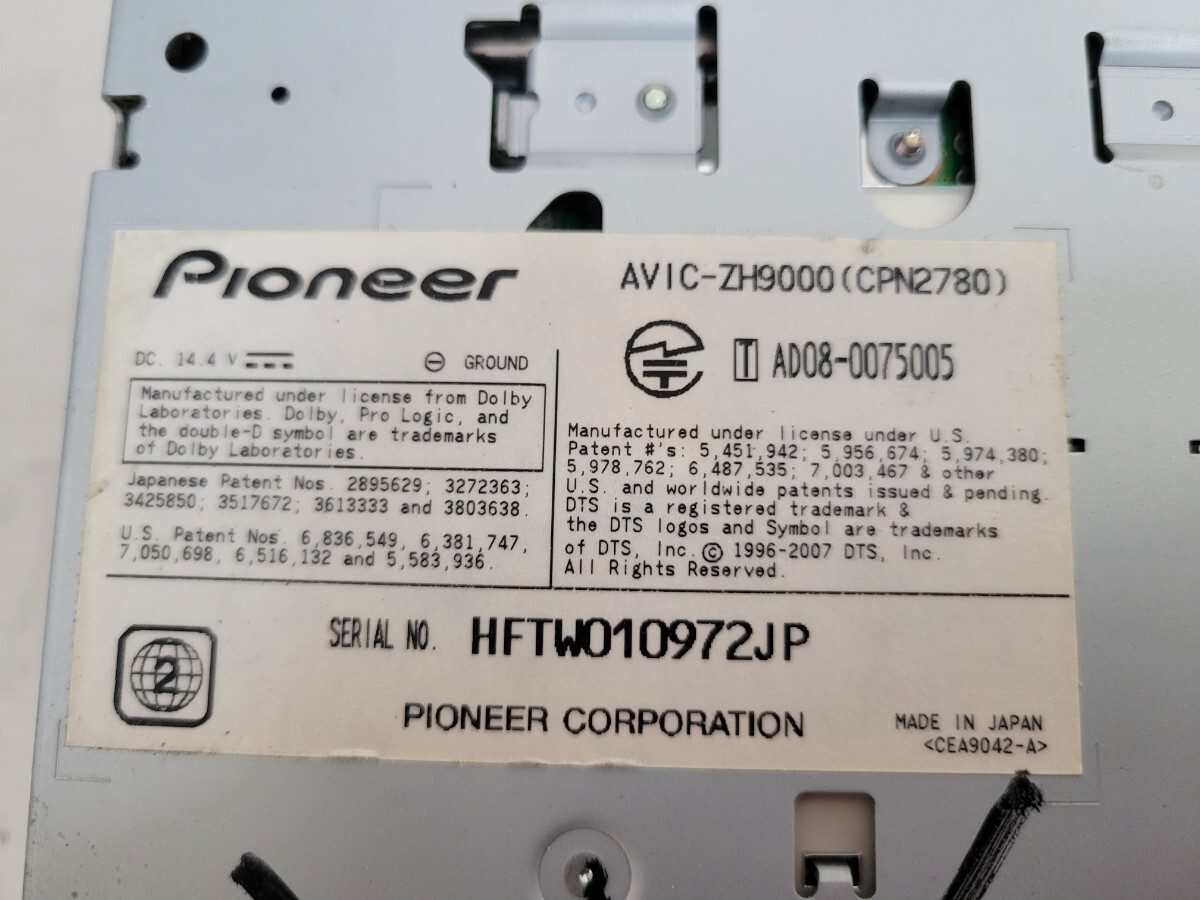 Pioneer
AVIC-ZH9000(CPN2780)
DC. 14.4 V
⊖ GROUND
T AD08-0075005
Manufactured under license from Dolby
Laboratories. Dolby, Pro Logic, and
the double-D symbol are trademarks
of Dolby Laboratories.
Japanese Patent Nos. 2895629; 3272363;
3425850; 3517672; 3613333 and 3803638.
U.S. Patent Nos. 6,836,549, 6,381,747,
7,050,698, 6,516,132 and 5,583,936.
Manufactured under license under U.S.
Patent #'s: 5,451,942; 5,956,674; 5,974,380;
5,978,762; 6,487,535; 7,003,467 & other
U.S. and worldwide patents issued & pending.
DTS is a registered trademark &
the DTS logos and Symbol are trademarks
of DTS, Inc. © 1996-2007 DTS, Inc.
All Rights Reserved.
2
SERIAL NO. HFTW010972JP
PIONEER CORPORATION
MADE IN JAPAN
<CEA9042-A>